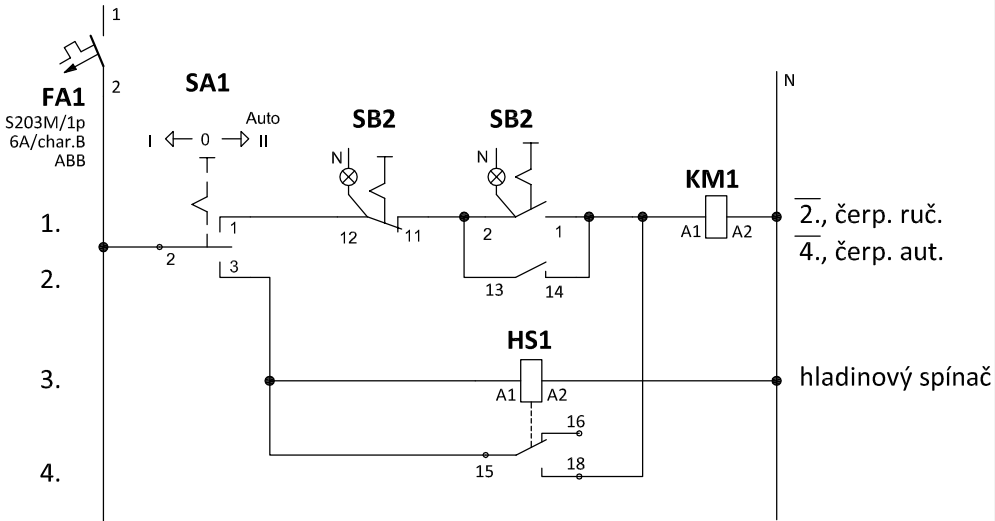 1
2
FA1
S203M/1p
6A/char.B
ABB
SA1
Auto
I 0 II
SB2
N
SB2
N
KM1
N
1.
1
12
11
2
1
A1 A2
2., čerp. ruč.
4., čerp. aut.
2
3
2.
13
14
HS1
3.
A1 A2
hladinový spínač
16
15
18
4.